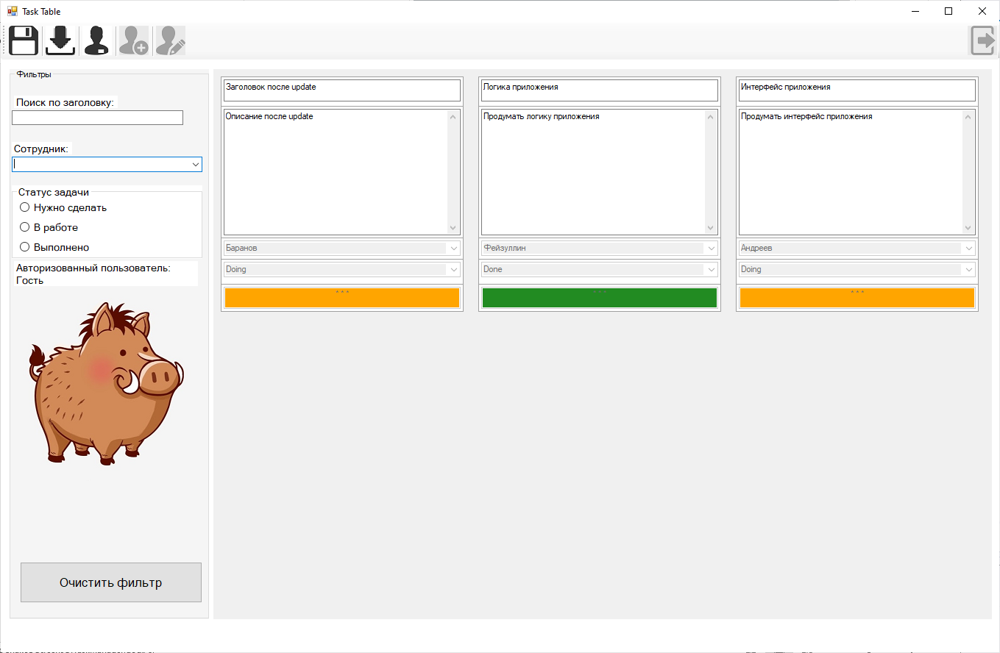 Task Table
Фильтры
Поиск по заголовку:
Сотрудник:
Статус задачи
Нужно сделать
В работе
Выполнено
Авторизованный пользователь:
Гость
Очистить фильтр
Заголовок после update
Описание после update
Баранов
Doing
...
Логика приложения
Продумать логику приложения
Фейзуллин
Done
...
Интерфейс приложения
Продумать интерфейс приложения
Андреев
Doing
...